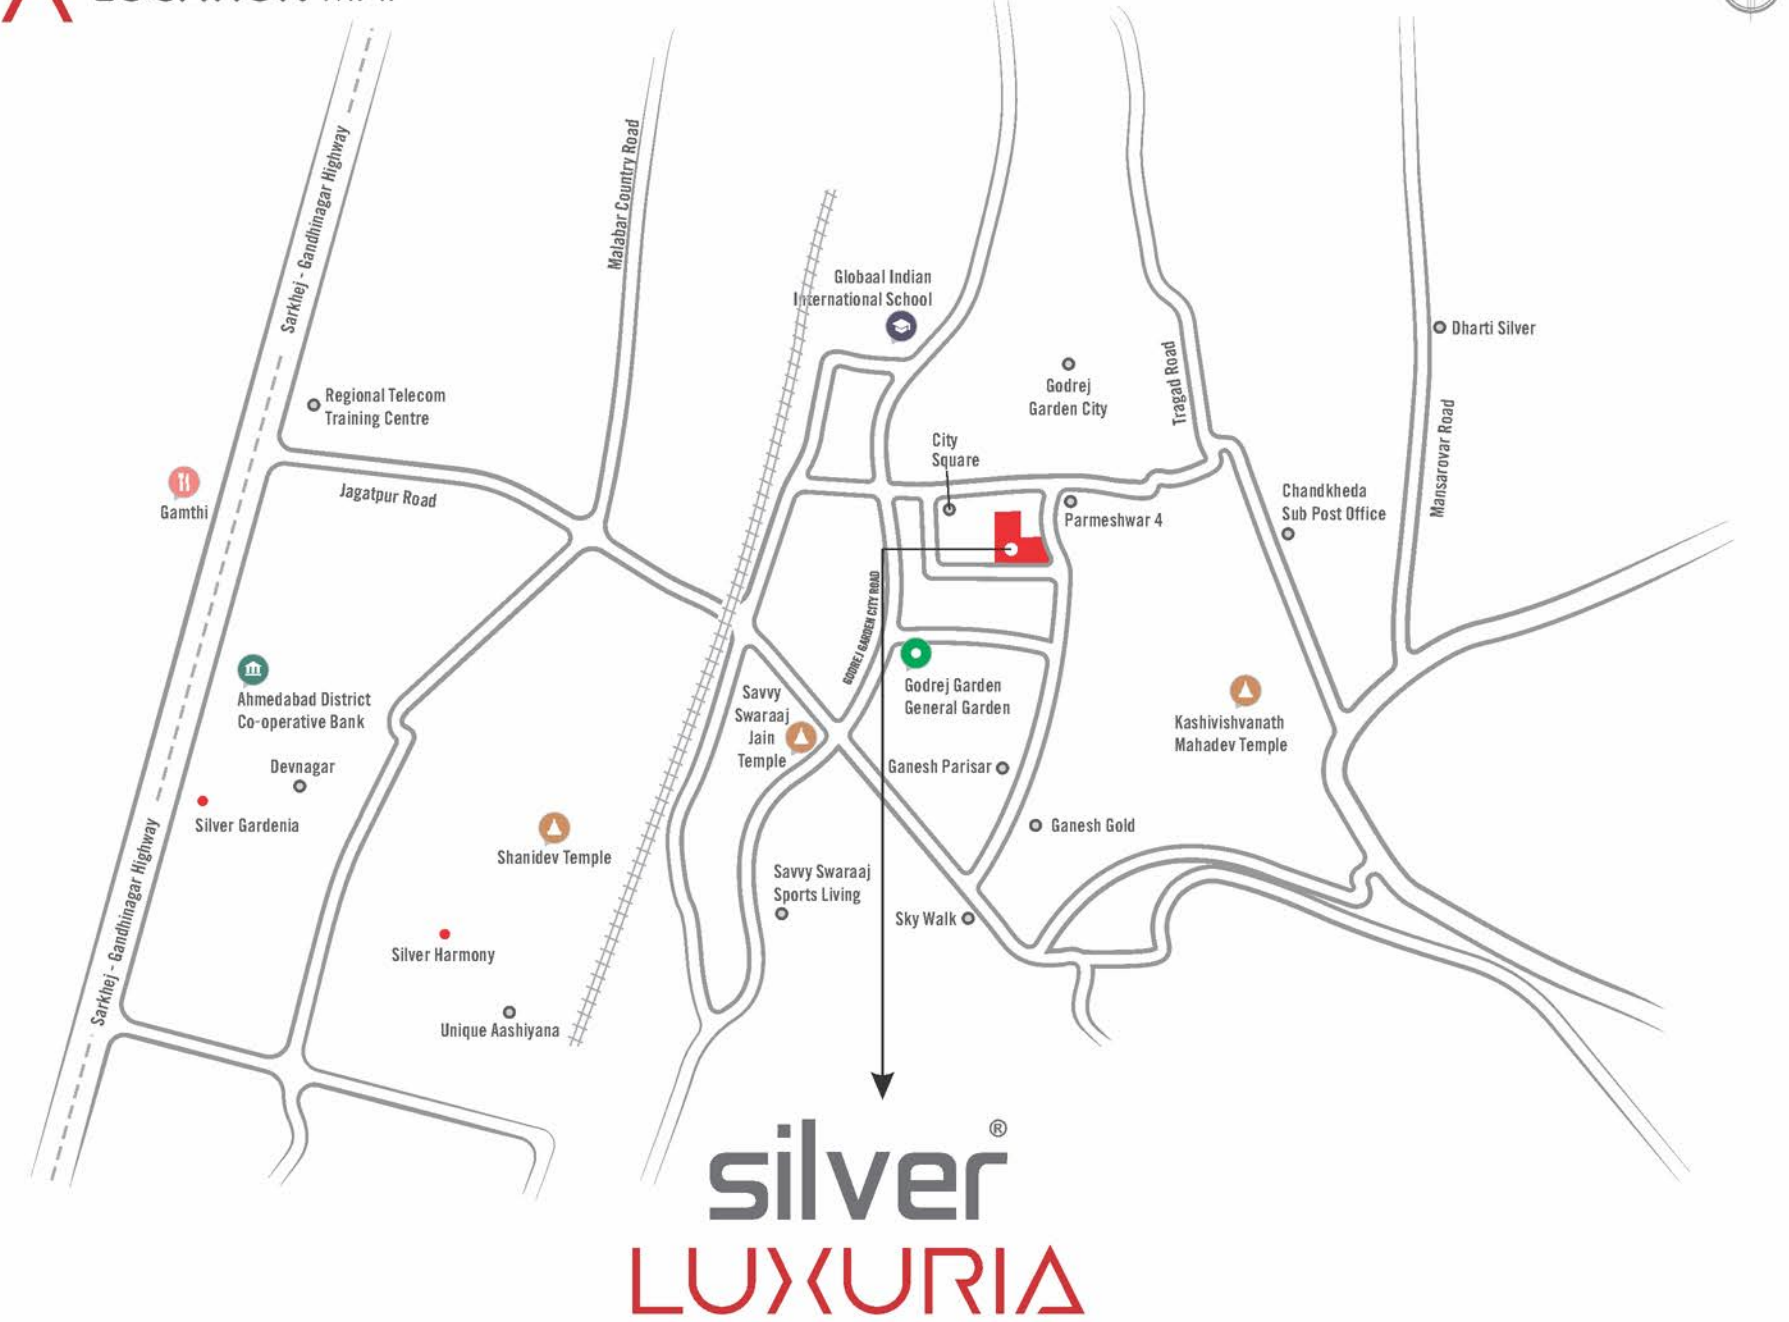 LOCATION MAP
Sarkhej - Gandhinagar Highway
Malabar Country Road
Globaal Indian
International School
Dharti Silver
Regional Telecom
Training Centre
Godrej
Garden City
Tragad Road
Mansarovar Road
City
Square
Gamthi
Jagatpur Road
Parmeshwar 4
Chandkheda
Sub Post Office
GODREJ GARDEN CITY ROAD
Ahmedabad District
Co-operative Bank
Savvy
Swaraaj
Jain
Temple
Godrej Garden
General Garden
Kashivishvanath
Mahadev Temple
Devnagar
Ganesh Parisar
Silver Gardenia
Ganesh Gold
Shanidev Temple
Savvy Swaraaj
Sports Living
Sky Walk
Sarkhej - Gandhinagar Highway
Silver Harmony
Unique Aashiyana
silver®
LUXURIA